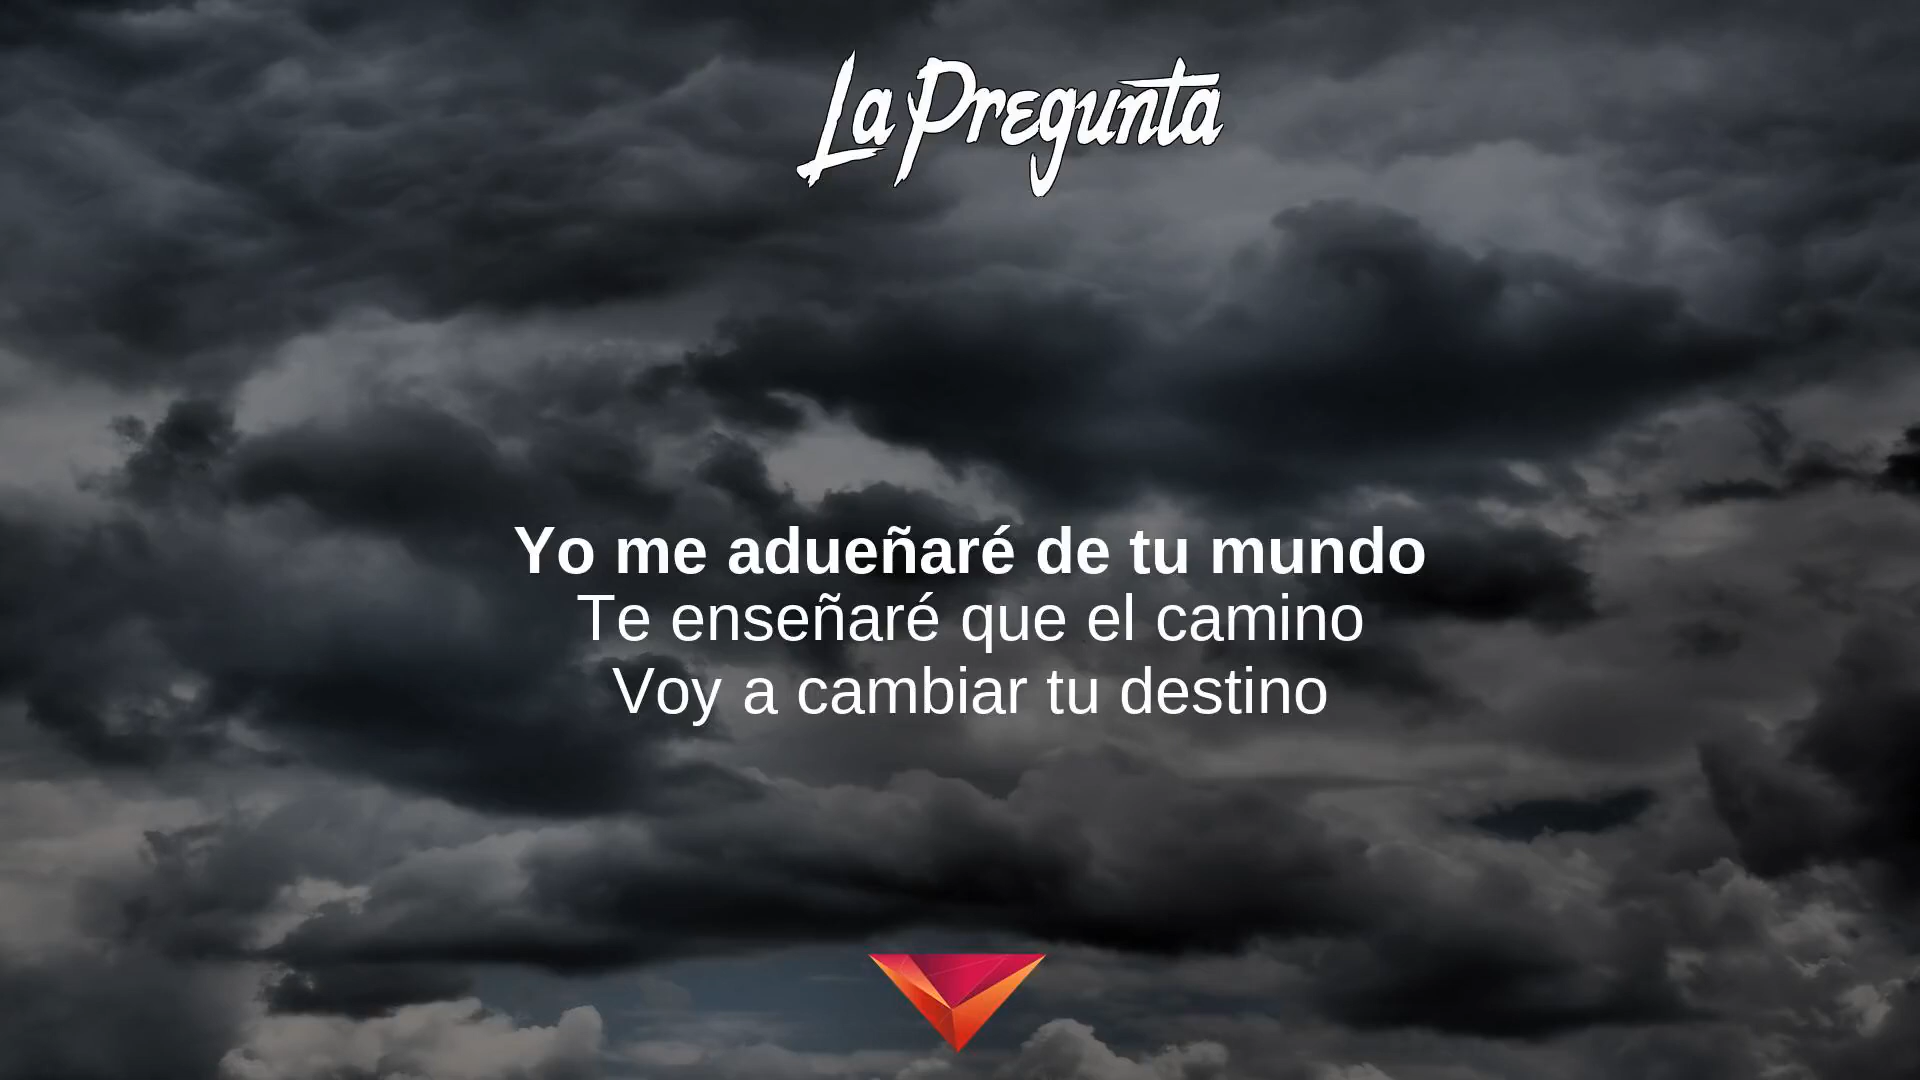 La Pregunta
Yo me adueñaré de tu mundo
Te enseñaré que el camino
Voy a cambiar tu destino